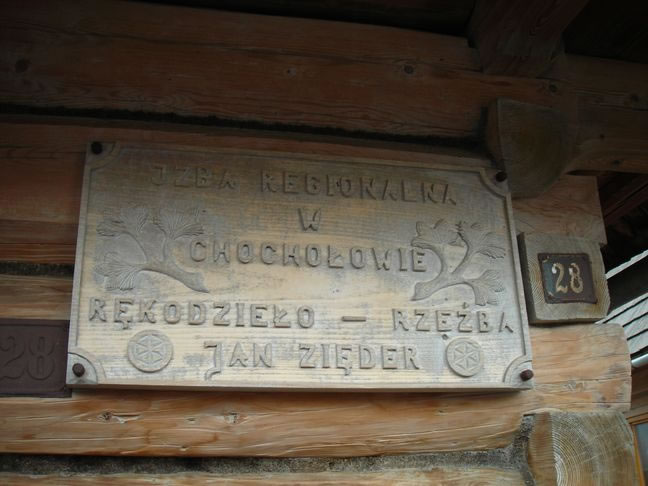 IZBA REGIONALNA
W
CHOCHOŁOWIE
RĘKODZIEŁO — RZEŹBA
JAN ZIĘDER
28
28